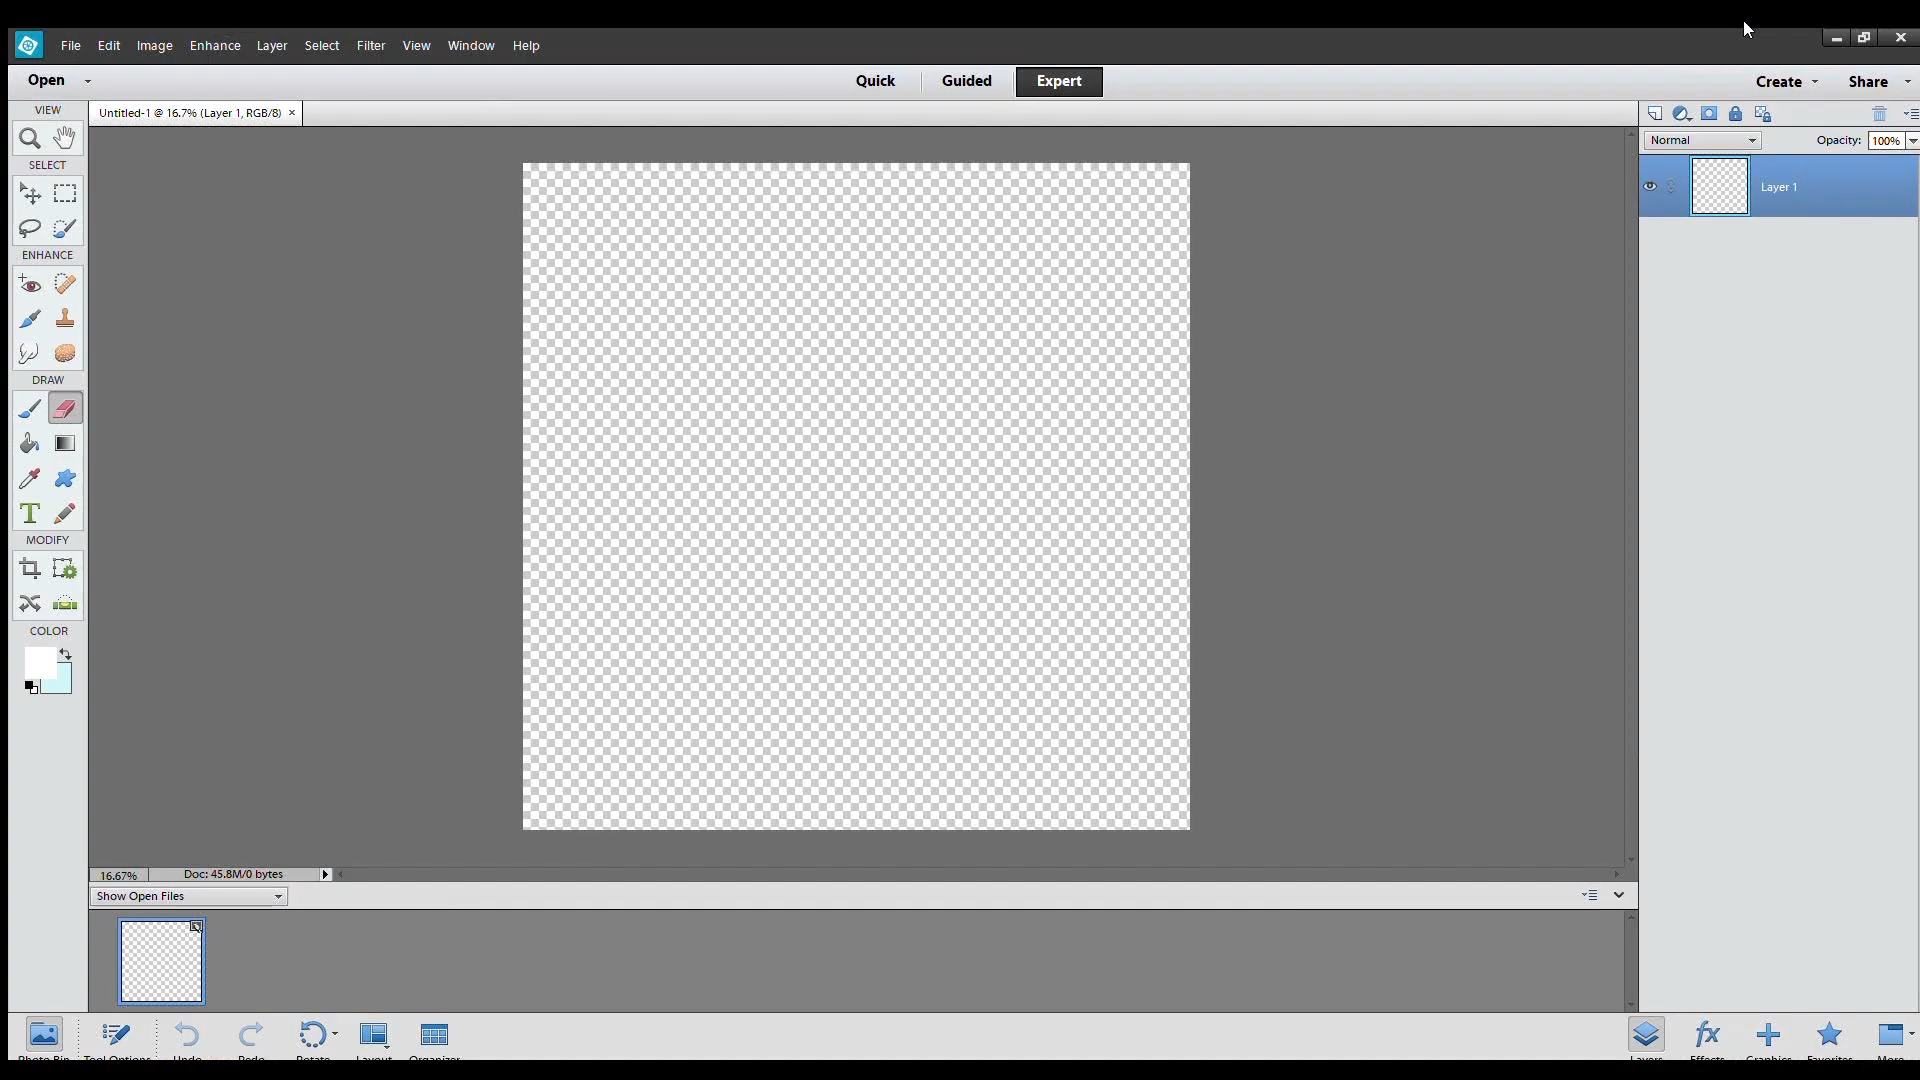 File Edit Image Enhance Layer Select Filter View Window Help
Open Quick Guided Expert Create Share
VIEW
Untitled-1 @ 16.7% (Layer 1, RGB/8) ×
Normal Opacity: 100%
SELECT
Layer 1
ENHANCE
DRAW
T
MODIFY
COLOR
16.67% Doc: 45.8M/0 bytes
Show Open Files
fx
Photo Bin Tool Options Undo Redo Rotate Layout Organizer Layers Effects Graphics Favorites More